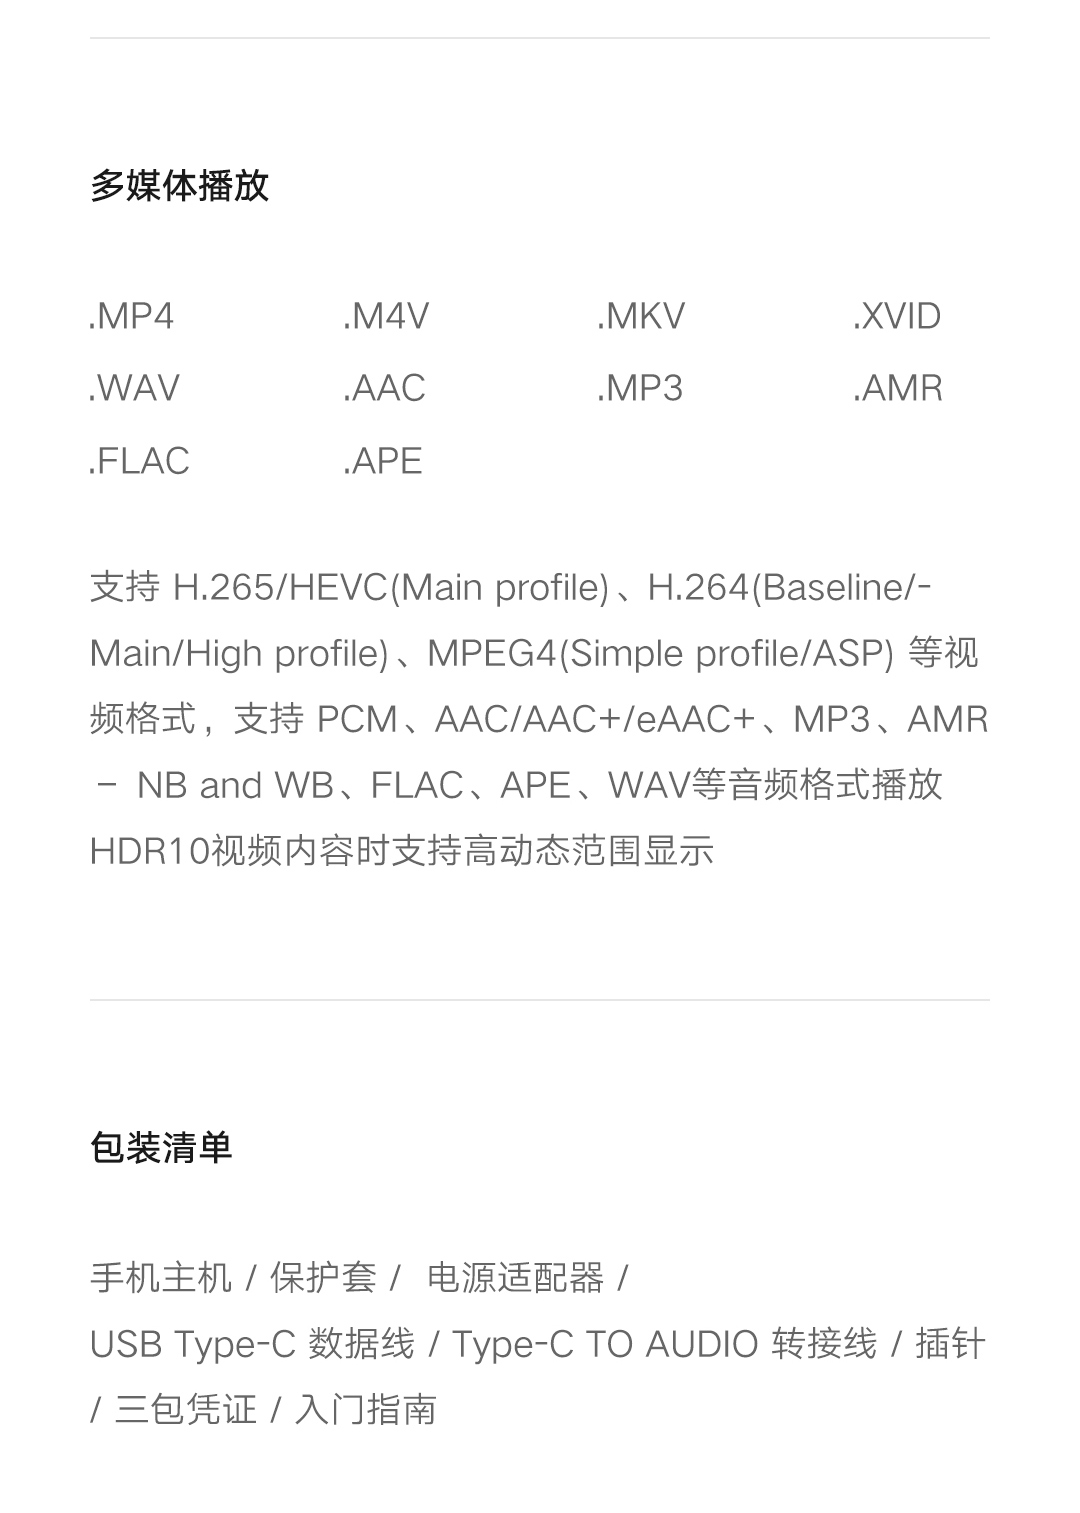 多媒体播放
.MP4 .M4V .MKV .XVID
.WAV .AAC .MP3 .AMR
.FLAC .APE
支持 H.265/HEVC(Main profile)、H.264(Baseline/-
Main/High profile)、MPEG4(Simple profile/ASP) 等视
频格式，支持 PCM、AAC/AAC+/eAAC+、MP3、AMR
– NB and WB、FLAC、APE、WAV等音频格式播放
HDR10视频内容时支持高动态范围显示
包装清单
手机主机 / 保护套 / 电源适配器 /
USB Type-C 数据线 / Type-C TO AUDIO 转接线 / 插针
/ 三包凭证 / 入门指南